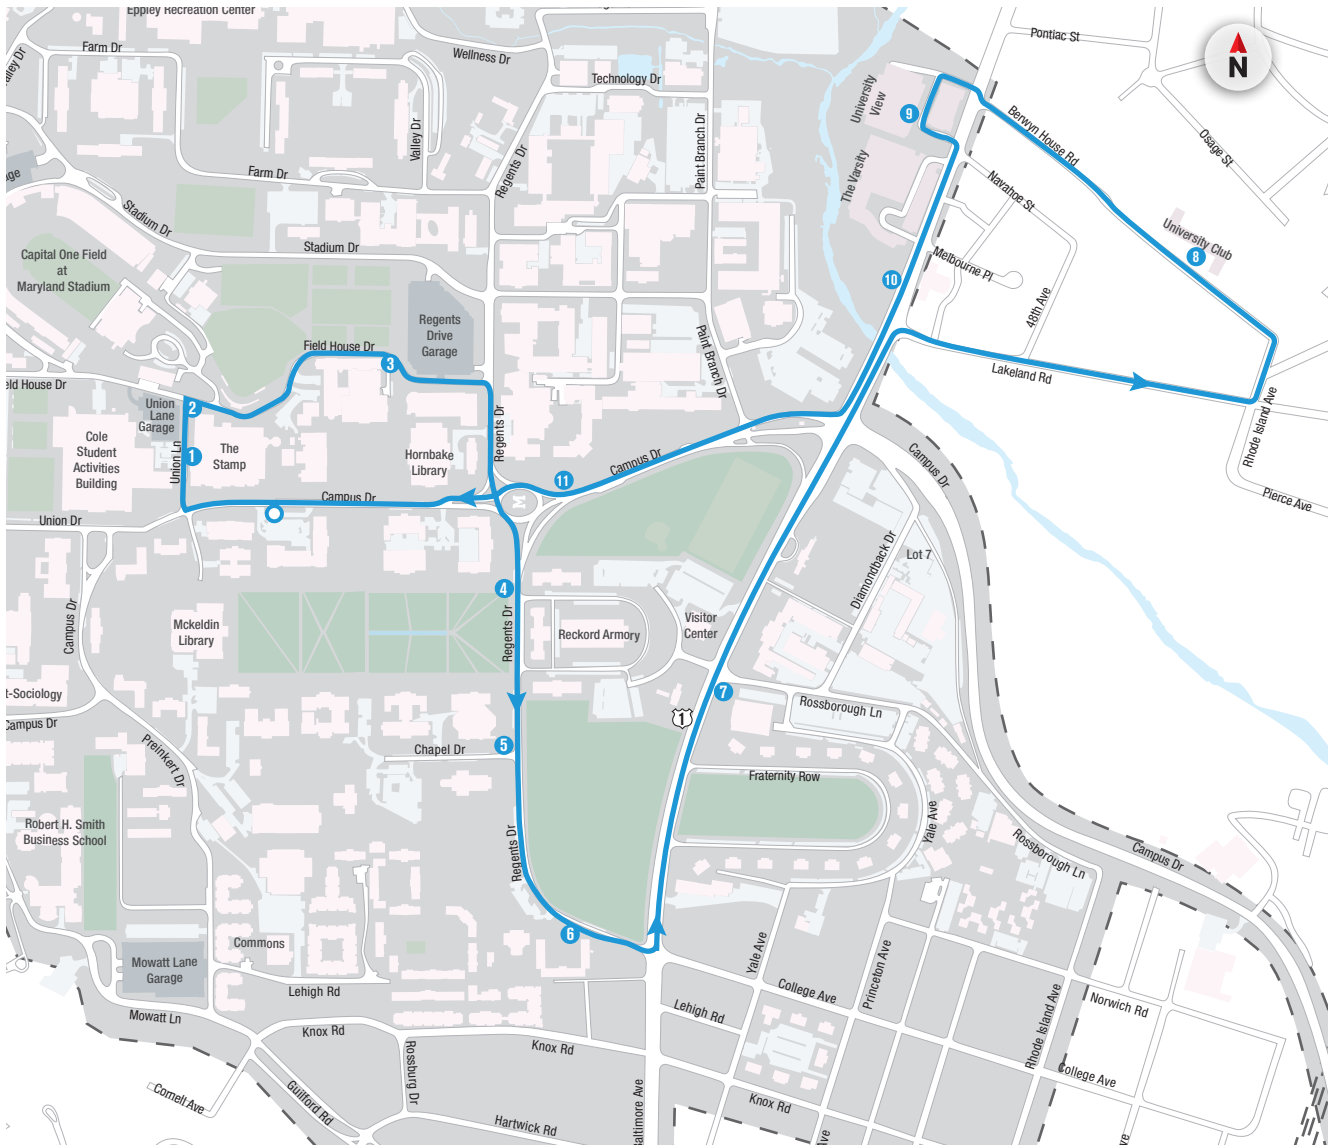 Eppley Recreation Center
Farm Dr
Wellness Dr
Technology Dr
Pontiac St
N
University
View
9
Berwyn House Rd
Osage St
Valley Dr
Regents Dr
Paint Branch Dr
Farm Dr
The Varsity
Navahoe St
Stadium Dr
Stadium Dr
University Club
8
Melbourne Pl
10
48th Ave
Capital One Field
at
Maryland Stadium
Regents
Drive
Garage
Field House Dr
3
Paint Branch Dr
Lakeland Rd
Rhode Island Ave
Pierce Ave
Union
Lane
Garage
2
Cole
Student
Activities
Building
Union Ln
1
The
Stamp
Hornbake
Library
Regents Dr
Campus Dr
11
Campus Dr
M
Campus Dr
Union Dr
Lot 7
Diamondback Dr
4
Campus Dr
Mckeldin
Library
Regents Dr
Reckord Armory
Visitor
Center
t-Sociology
Campus Dr
7
1
Rossborough Ln
Preinkert Dr
Chapel Dr
5
Fraternity Row
Yale Ave
Robert H. Smith
Business School
Regents Dr
Rossborough Ln
Campus Dr
6
Commons
Mowatt Lane
Garage
Lehigh Rd
Yale Ave
College Ave
Princeton Ave
Lehigh Rd
Rhode Island Ave
Norwich Rd
Mowatt Ln
Knox Rd
Knox Rd
Rossburg Dr
College Ave
Knox Rd
Cornell Ave
Guilford Rd
Hartwick Rd
Baltimore Ave